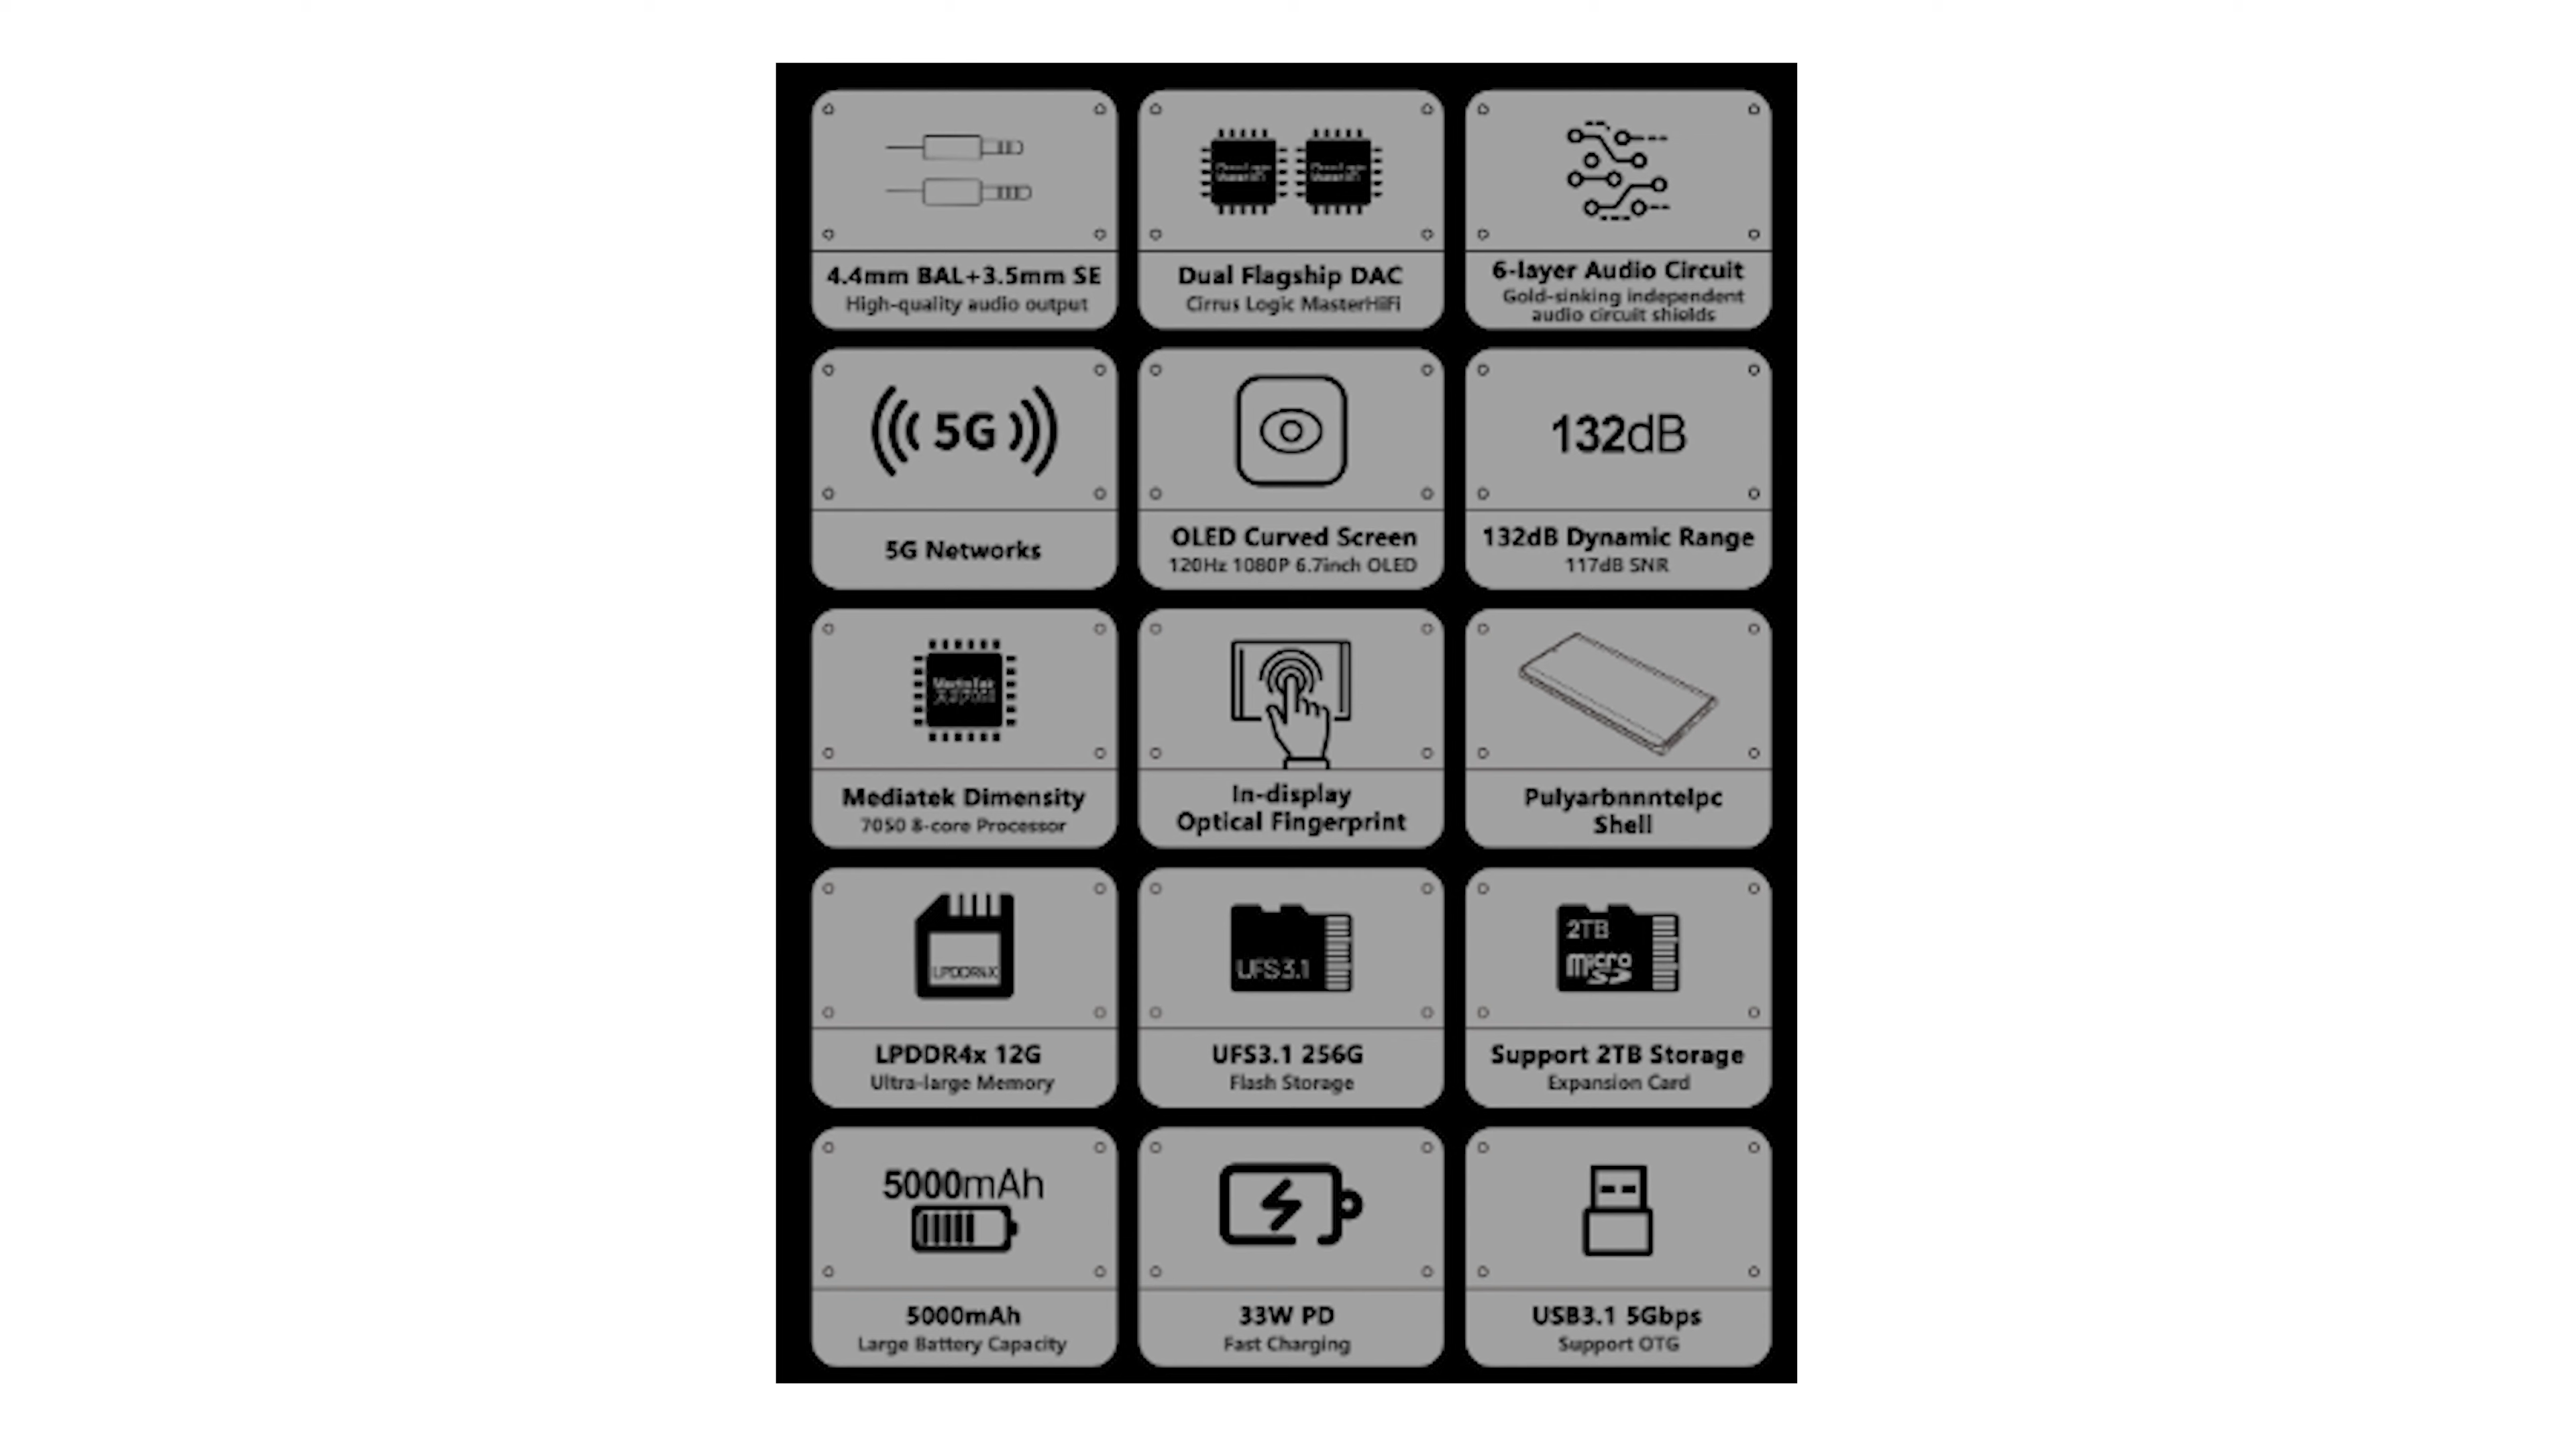 4.4mm BAL+3.5mm SE
High-quality audio output
Dual Flagship DAC
Cirrus Logic MasterHIFI
6-layer Audio Circuit
Gold-sinking independent
audio circuit shields
5G
5G Networks
OLED Curved Screen
120Hz 1080P 6.7inch OLED
132dB
132dB Dynamic Range
117dB SNR
Mediatek Dimensity
7050 8-core Processor
In-display
Optical Fingerprint
Pulyarbnnntelpc
Shell
LPDDR4X
LPDDR4x 12G
Ultra-large Memory
UFS3.1
UFS3.1 256G
Flash Storage
2TB
micro
SD
Support 2TB Storage
Expansion Card
5000mAh
5000mAh
Large Battery Capacity
33W PD
Fast Charging
USB3.1 5Gbps
Support OTG